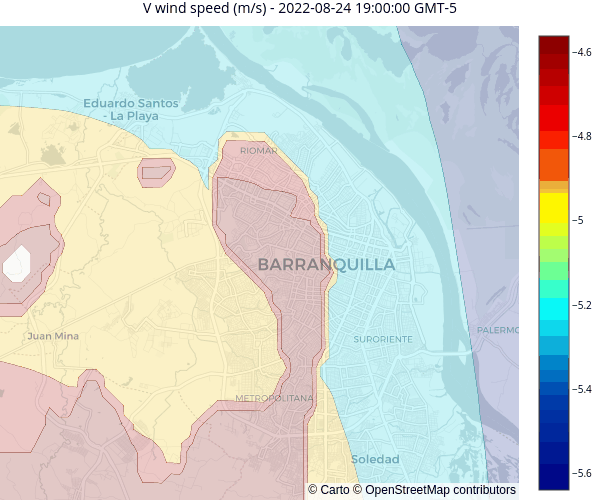 V wind speed (m/s) - 2022-08-24 19:00:00 GMT-5
−4.6
Eduardo Santos
- La Playa
−4.8
RIOMAR
−5
BARRANQUILLA
−5.2
Juan Mina
PALERMO
SURORIENTE
−5.4
METROPOLITANA
Soledad
−5.6
© Carto © OpenStreetMap contributors